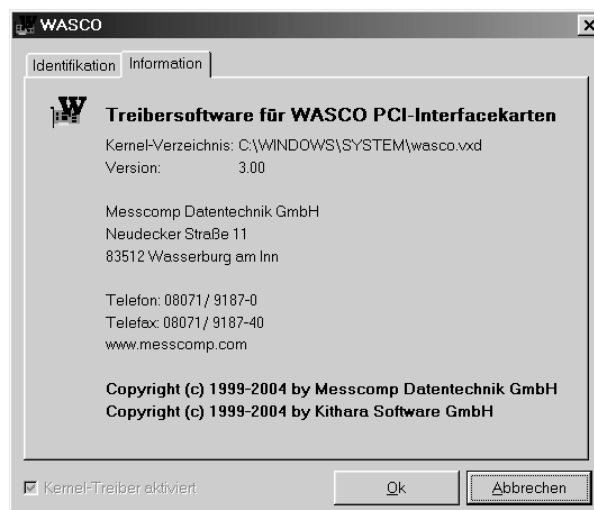 WASCO
Identifikation Information
W
Treibersoftware für WASCO PCI-Interfacekarten
Kernel-Verzeichnis: C:\WINDOWS\SYSTEM\wasco.vxd
Version: 3.00
Messcomp Datentechnik GmbH
Neudecker Straße 11
83512 Wasserburg am Inn
Telefon: 08071/ 9187-0
Telefax: 08071/ 9187-40
www.messcomp.com
Copyright (c) 1999-2004 by Messcomp Datentechnik GmbH
Copyright (c) 1999-2004 by Kithara Software GmbH
Kernel-Treiber aktiviert Ok Abbrechen